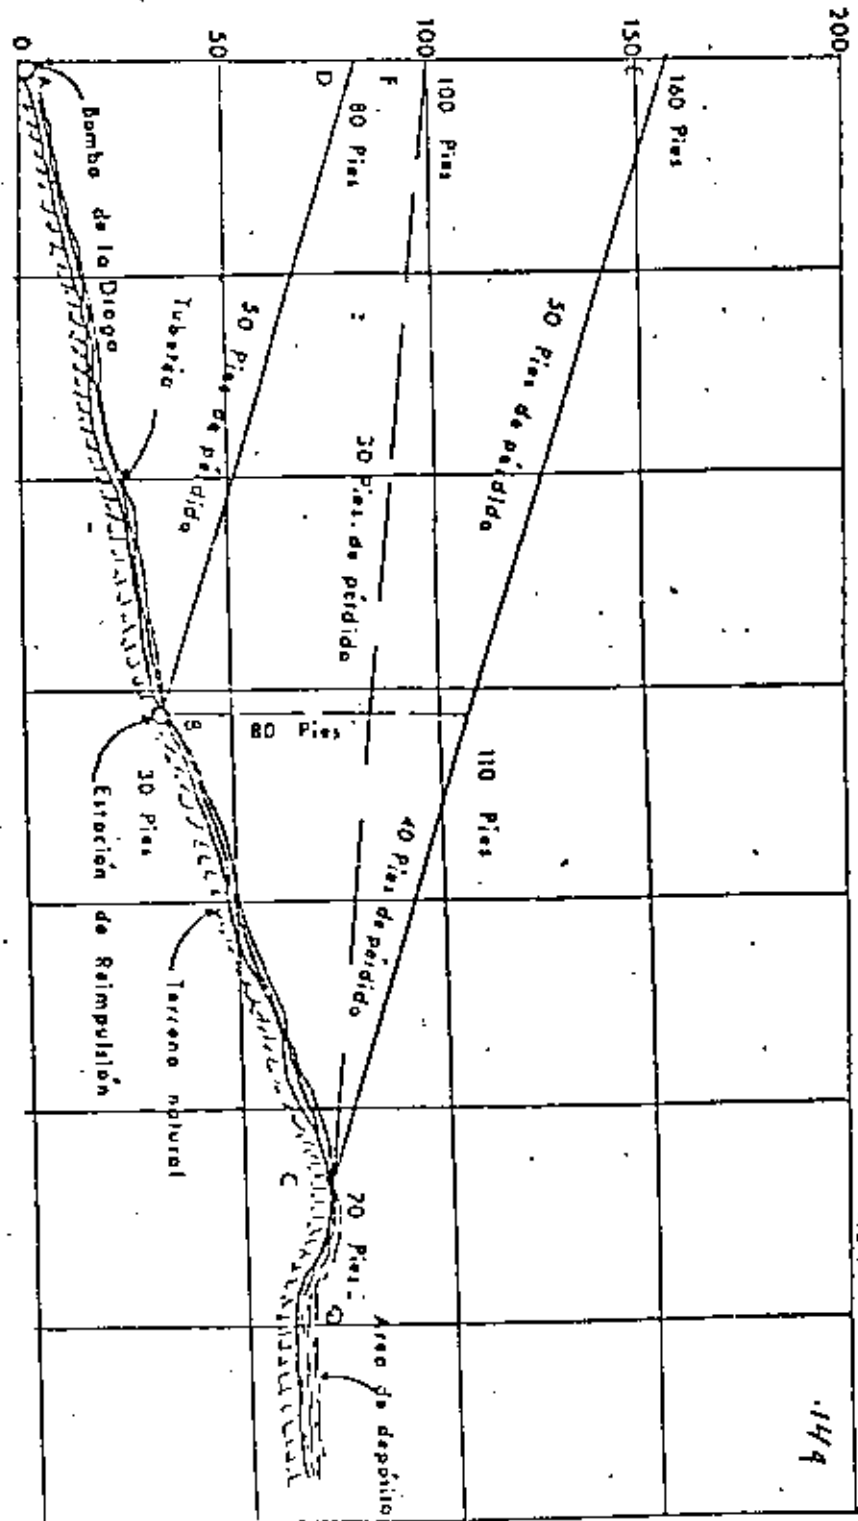 200
150
100
50
0
160 Pies
100 Pies
F
80 Pies
D
50 Pies de pérdida
50 Pies de pérdida
30 Pies. de pérdida
40 Pies de pérdida
110 Pies
80 Pies
B
30 Pies
70 Pies
C
A
Bomba de la Draga
Tubería
Estación de Reimpulsión
Terreno natural
Area de depósito
.149